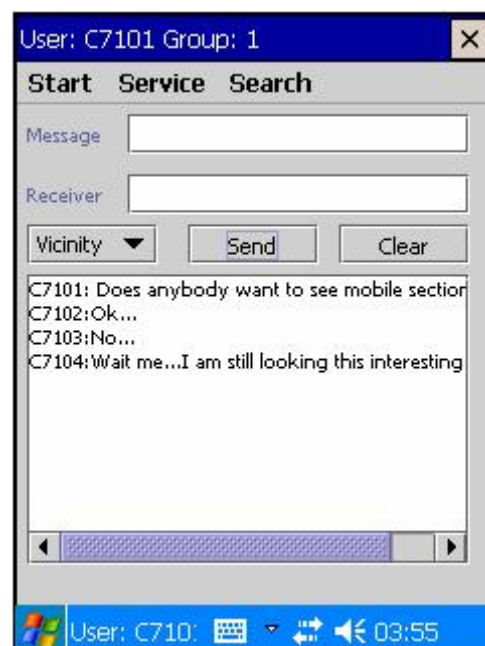 User: C7101 Group: 1
Start Service Search
Message
Receiver
Vicinity Send Clear
C7101: Does anybody want to see mobile section
C7102:Ok...
C7103:No...
C7104:Wait me...I am still looking this interesting
User: C710: 03:55